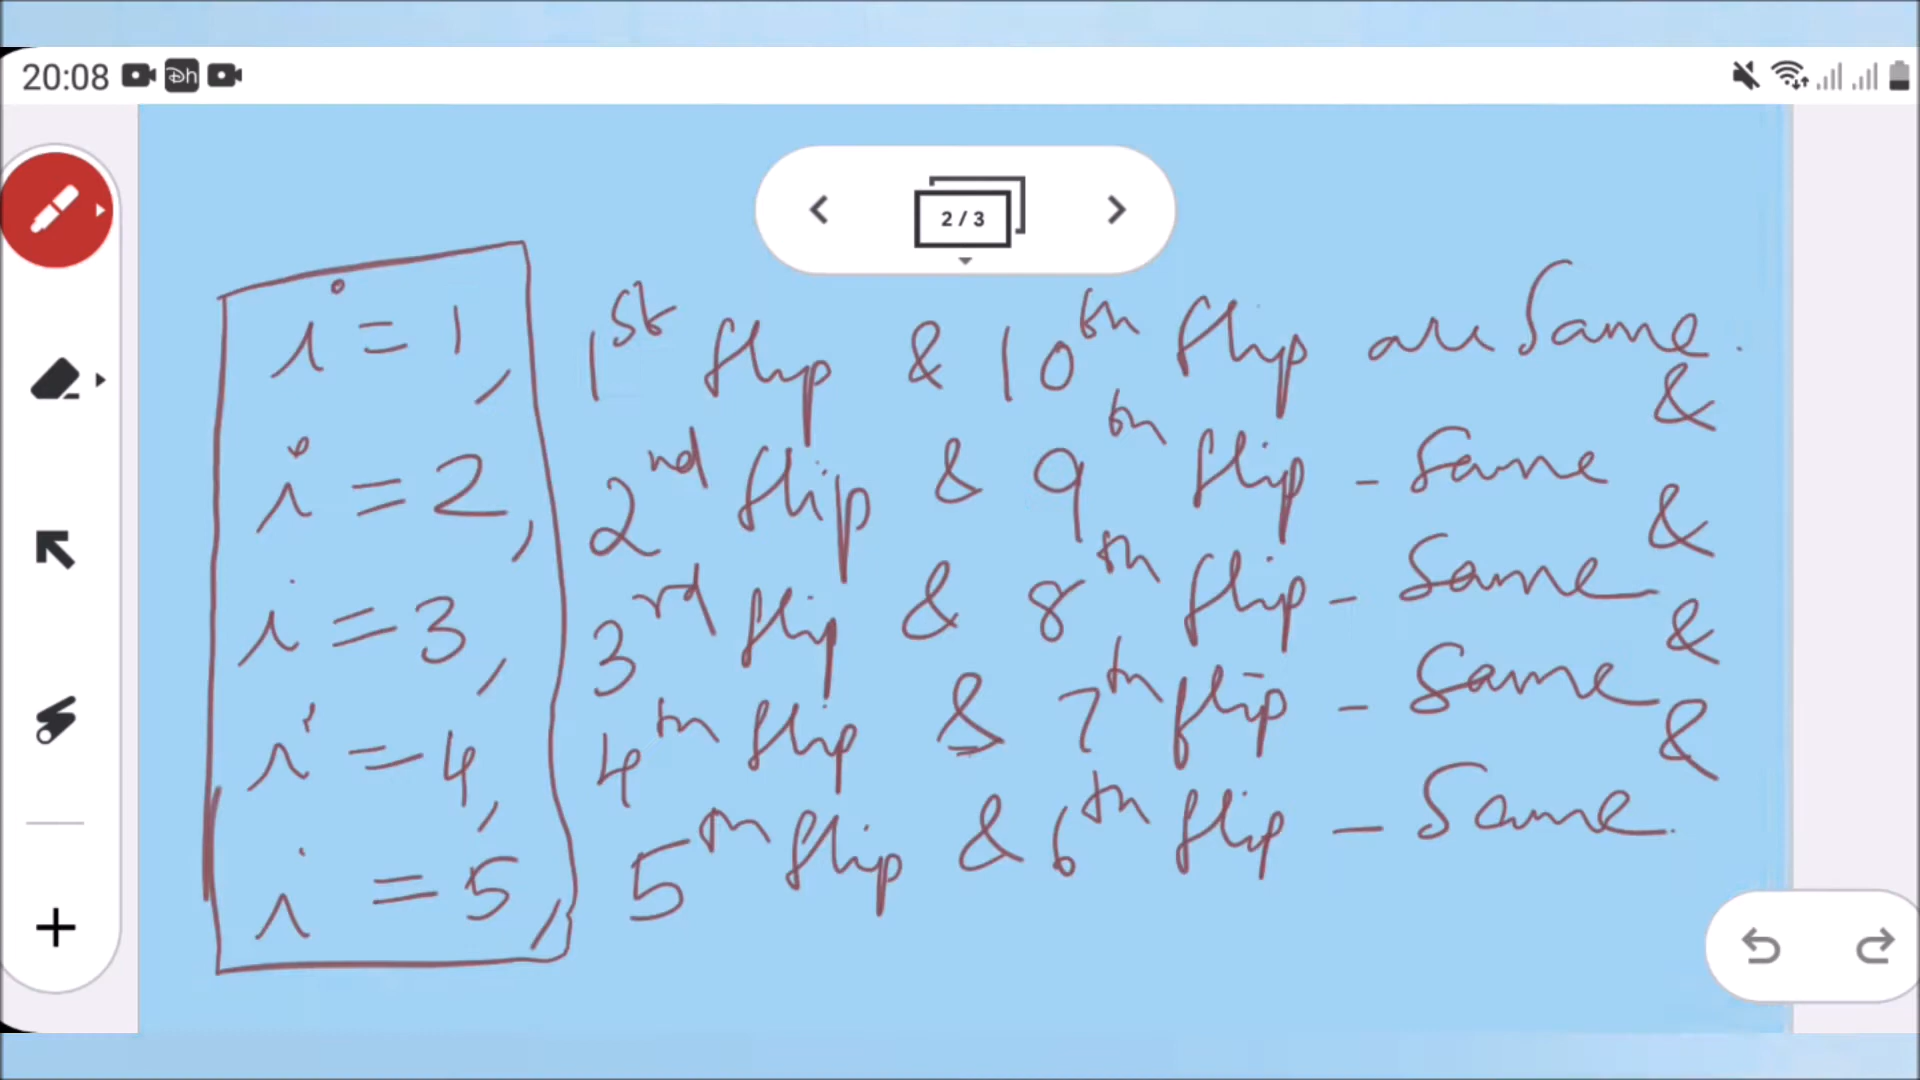 20:08
2 / 3
i = 1, 1st flip & 10th flip are Same. &
i = 2, 2nd flip & 9th flip - Same &
i = 3, 3rd flip & 8th flip - Same &
i = 4, 4th flip & 7th flip - Same &
i = 5, 5th flip & 6th flip - Same.